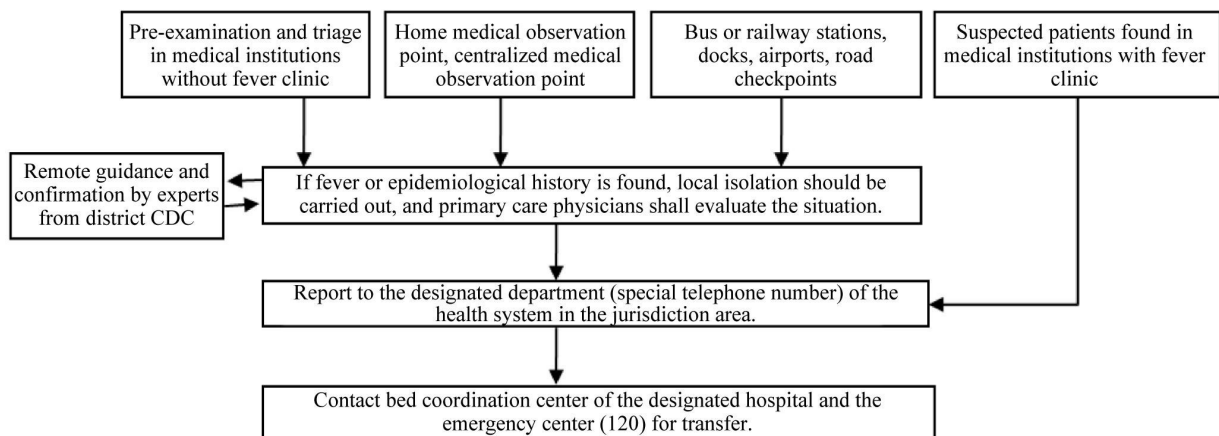 Pre-examination and triage
in medical institutions
without fever clinic
Home medical observation
point, centralized medical
observation point
Bus or railway stations,
docks, airports, road
checkpoints
Suspected patients found in
medical institutions with fever
clinic
Remote guidance and
confirmation by experts
from district CDC
If fever or epidemiological history is found, local isolation should be
carried out, and primary care physicians shall evaluate the situation.
Report to the designated department (special telephone number) of the
health system in the jurisdiction area.
Contact bed coordination center of the designated hospital and the
emergency center (120) for transfer.